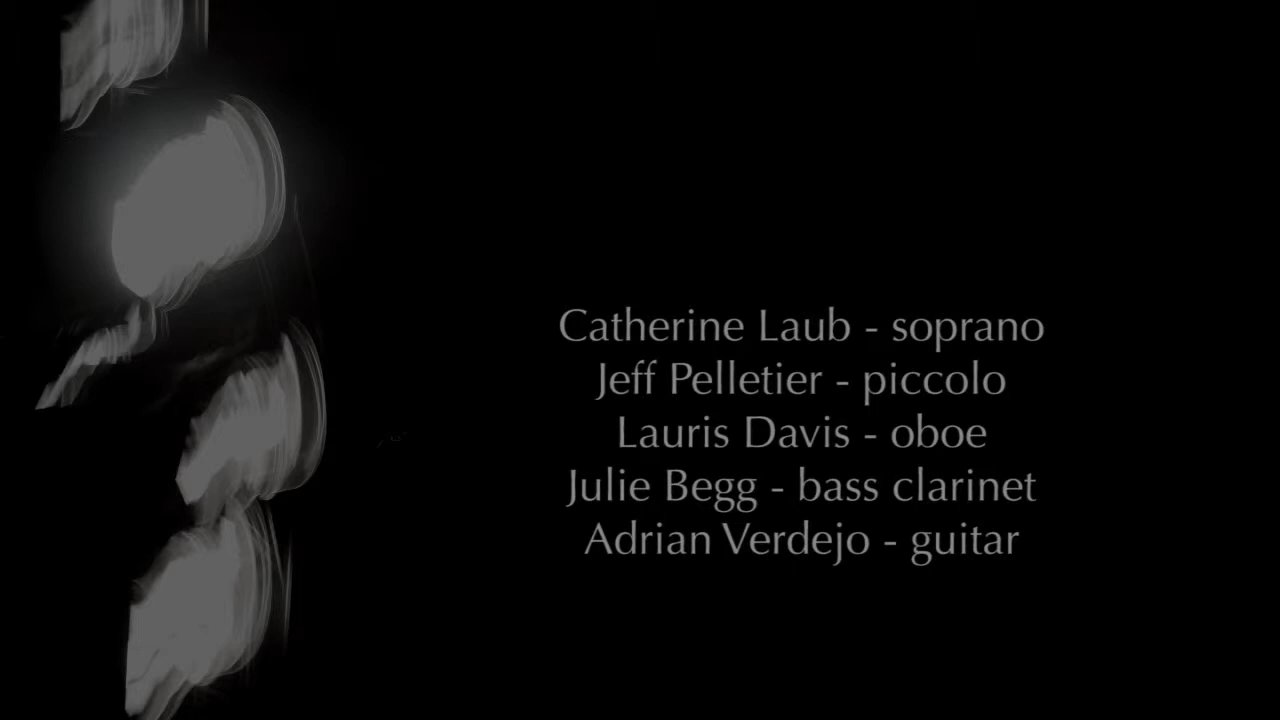 Catherine Laub - soprano
Jeff Pelletier - piccolo
Lauris Davis - oboe
Julie Begg - bass clarinet
Adrian Verdejo - guitar